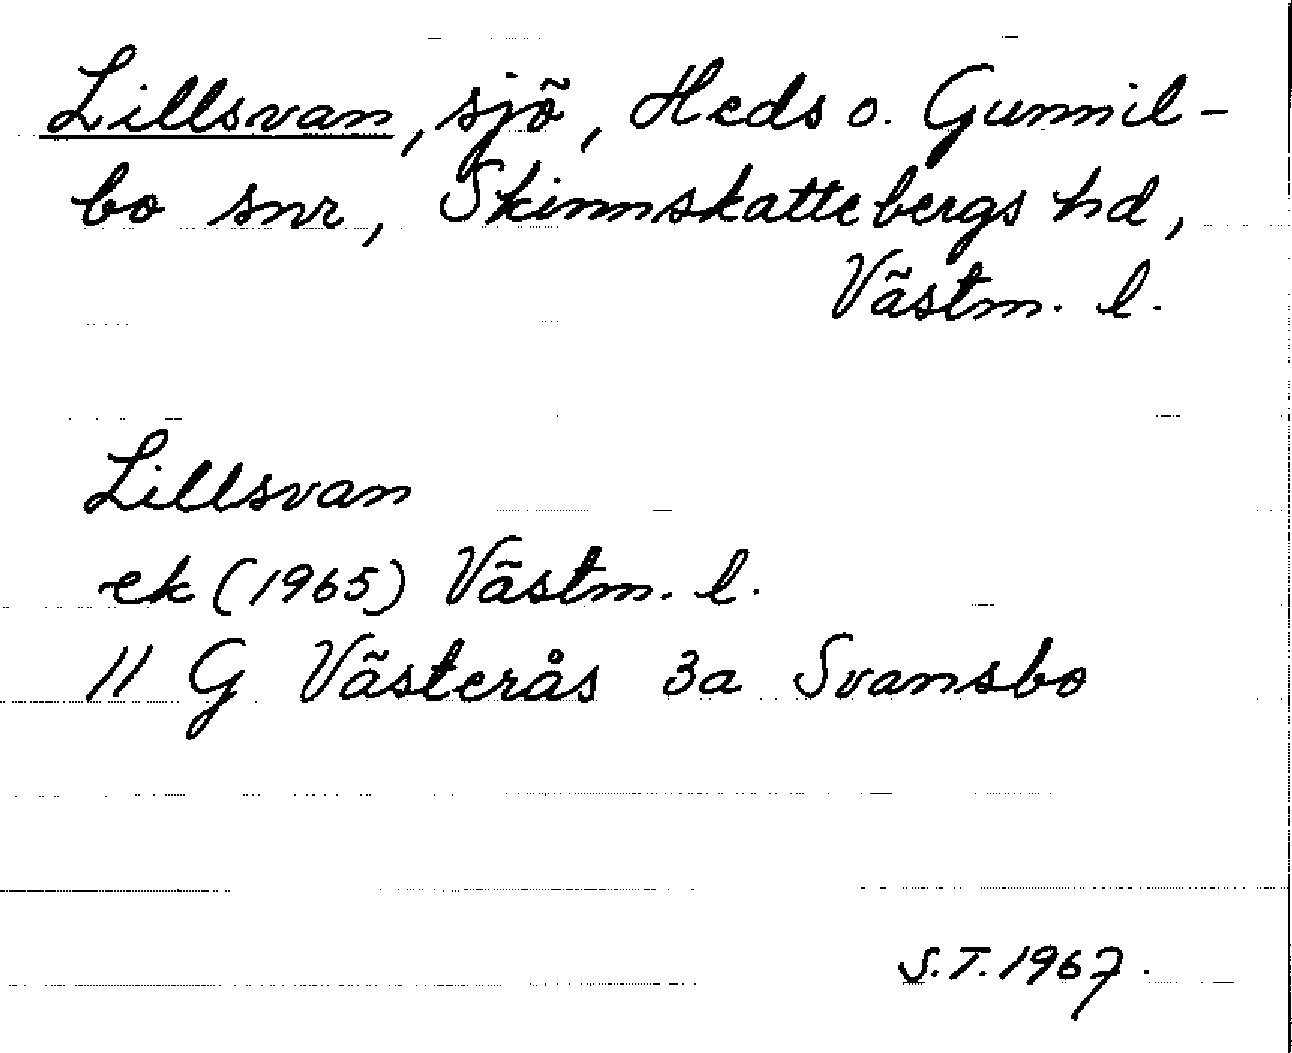 Lillsvan, sjö, Heds o. Gunnil-
bo snr, Skinnskattebergs hd,
Västm. l.
Lillsvan
ek (1965) Västm. l.
11 G Västerås 3a Svansbo
S.T. 1967.